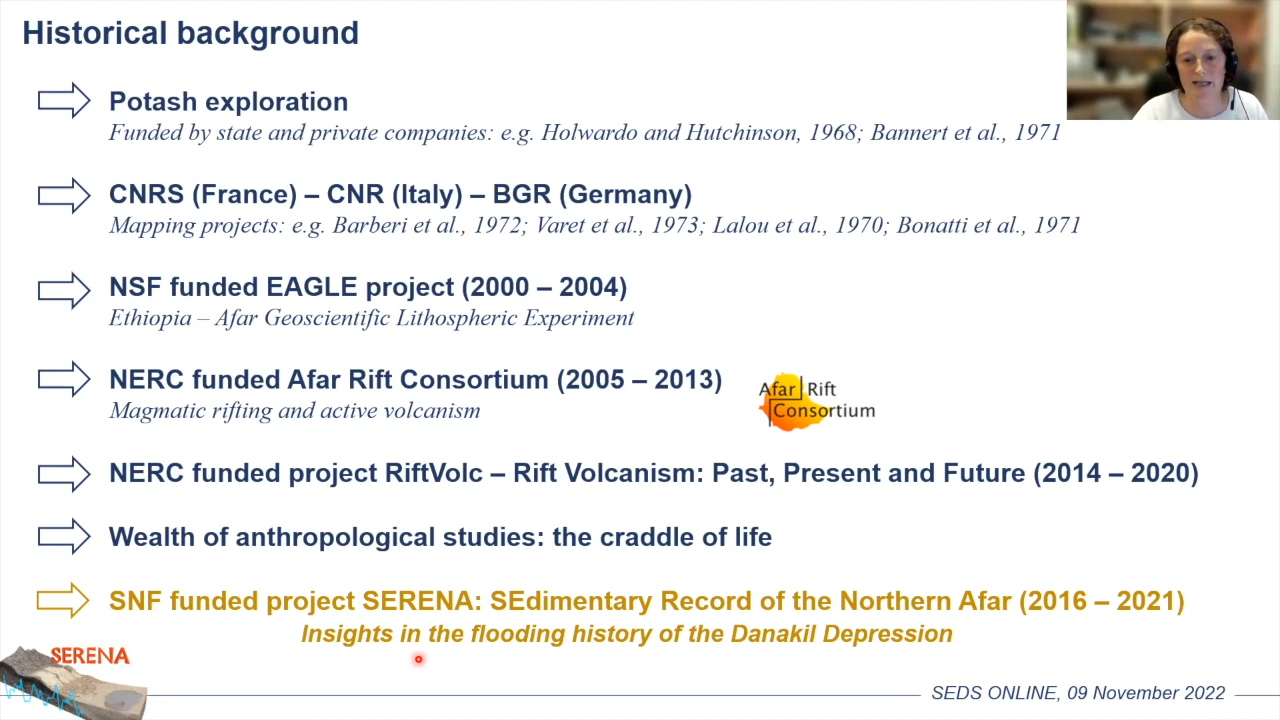 Historical background
Potash exploration
Funded by state and private companies: e.g. Holwardo and Hutchinson, 1968; Bannert et al., 1971
CNRS (France) – CNR (Italy) – BGR (Germany)
Mapping projects: e.g. Barberi et al., 1972; Varet et al., 1973; Lalou et al., 1970; Bonatti et al., 1971
NSF funded EAGLE project (2000 – 2004)
Ethiopia – Afar Geoscientific Lithospheric Experiment
NERC funded Afar Rift Consortium (2005 – 2013)
Magmatic rifting and active volcanism
Afar Rift
Consortium
NERC funded project RiftVolc – Rift Volcanism: Past, Present and Future (2014 – 2020)
Wealth of anthropological studies: the craddle of life
SNF funded project SERENA: SEdimentary Record of the Northern Afar (2016 – 2021)
Insights in the flooding history of the Danakil Depression
SERENA
SEDS ONLINE, 09 November 2022